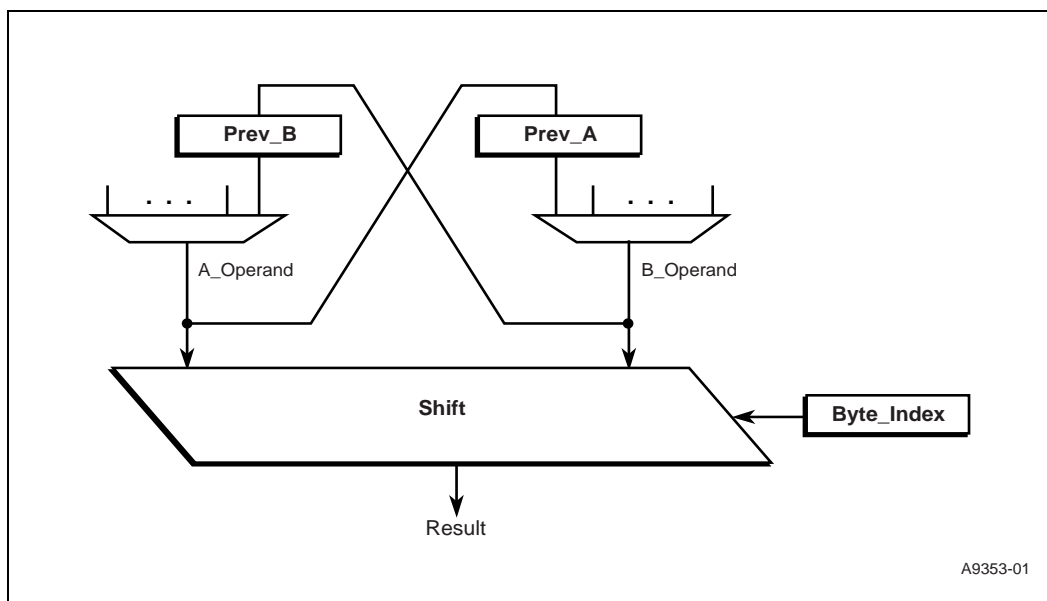 Prev_B
Prev_A
. . .
. . .
A_Operand
B_Operand
Shift
Byte_Index
Result
A9353-01